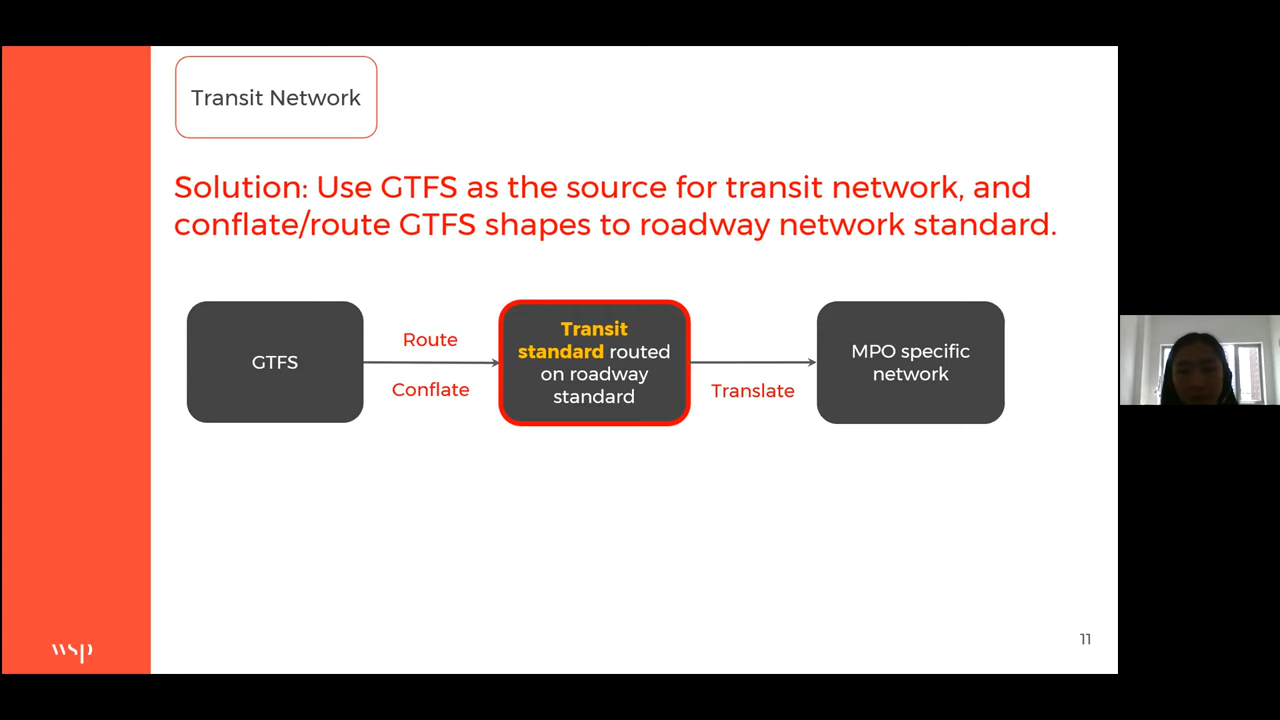 Transit Network
Solution: Use GTFS as the source for transit network, and
conflate/route GTFS shapes to roadway network standard.
GTFS
Route
Conflate
Transit
standard routed
on roadway
standard
Translate
MPO specific
network
wsp
11